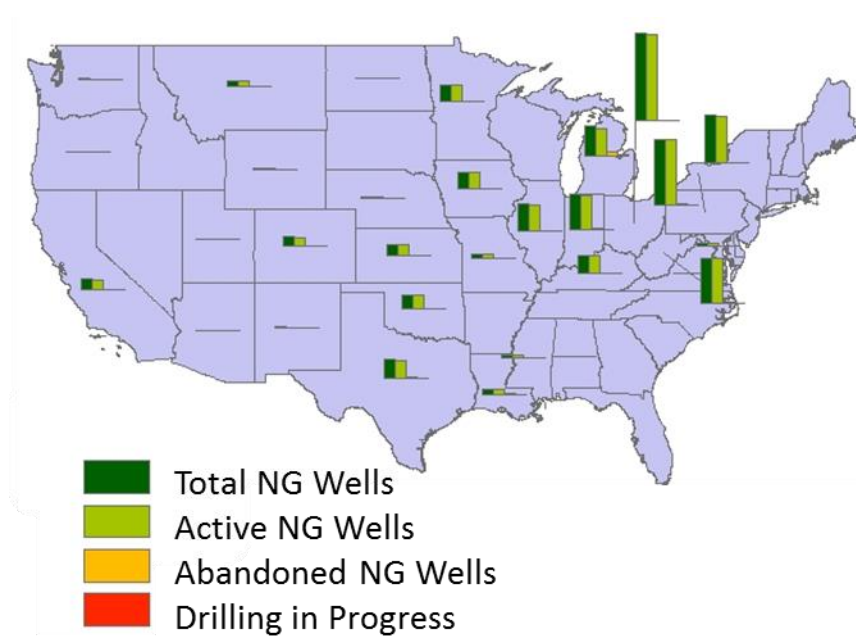 Total NG Wells
Active NG Wells
Abandoned NG Wells
Drilling in Progress